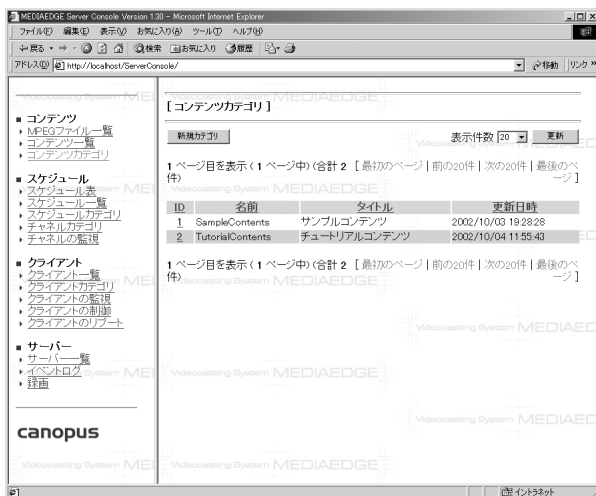 MEDIAEDGE Server Console Version 1.30 - Microsoft Internet Explorer
ファイル(F) 編集(E) 表示(V) お気に入り(A) ツール(T) ヘルプ(H)
戻る 検索 お気に入り 履歴
アドレス(D) http://localhost/ServerConsole/ 移動 リンク »
■ コンテンツ
MPEGファイル一覧
コンテンツ一覧
コンテンツカテゴリ
■ スケジュール
スケジュール表
スケジュール一覧
スケジュールカテゴリ
チャネルカテゴリ
チャネルの監視
■ クライアント
クライアント一覧
クライアントカテゴリ
クライアントの監視
クライアントの制御
クライアントのリブート
■ サーバー
サーバー一覧
イベントログ
録画
canopus
[ コンテンツカテゴリ ]
新規カテゴリ 表示件数 20 更新
1 ページ目を表示(1 ページ中)(合計 2 件) [ 最初のページ | 前の20件 | 次の20件 | 最後のページ ]
ID 名前 タイトル 更新日時
1 SampleContents サンプルコンテンツ 2002/10/03 19:28:28
2 TutorialContents チュートリアルコンテンツ 2002/10/04 11:55:43
1 ページ目を表示(1 ページ中)(合計 2 件) [ 最初のページ | 前の20件 | 次の20件 | 最後のページ ]
Videocasting System MEDIAEDGE
イントラネット